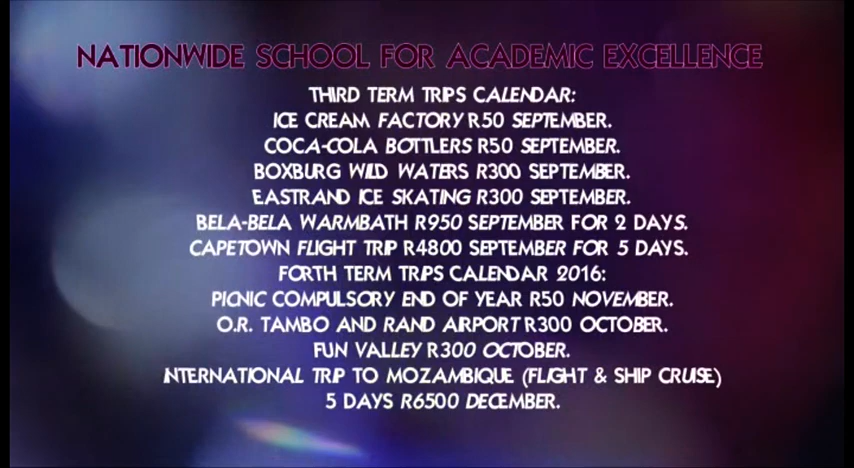 NATIONWIDE SCHOOL FOR ACADEMIC EXCELLENCE
THIRD TERM TRIPS CALENDAR:
ICE CREAM FACTORY R50 SEPTEMBER.
COCA-COLA BOTTLERS R50 SEPTEMBER.
BOXBURG WILD WATERS R300 SEPTEMBER.
EASTRAND ICE SKATING R300 SEPTEMBER.
BELA-BELA WARMBATH R950 SEPTEMBER FOR 2 DAYS.
CAPETOWN FLIGHT TRIP R4800 SEPTEMBER FOR 5 DAYS.
FORTH TERM TRIPS CALENDAR 2016:
PICNIC COMPULSORY END OF YEAR R50 NOVEMBER.
O.R. TAMBO AND RAND AIRPORT R300 OCTOBER.
FUN VALLEY R300 OCTOBER.
INTERNATIONAL TRIP TO MOZAMBIQUE (FLIGHT & SHIP CRUISE)
5 DAYS R6500 DECEMBER.